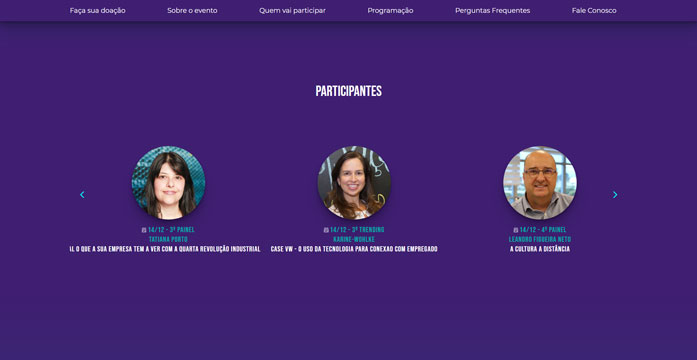 Faça sua doação Sobre o evento Quem vai participar Programação Perguntas Frequentes Fale Conosco
PARTICIPANTES
14/12 - 3º PAINEL
TATIANA PORTO
O QUE A SUA EMPRESA TEM A VER COM A QUARTA REVOLUÇÃO INDUSTRIAL
14/12 - 3º TRENDING
KARINE-WOHLKE
CASE VW - O USO DA TECNOLOGIA PARA CONEXAO COM EMPREGADO
14/12 - 4º PAINEL
LEANDRO FIGUEIRA NETO
A CULTURA A DISTÂNCIA